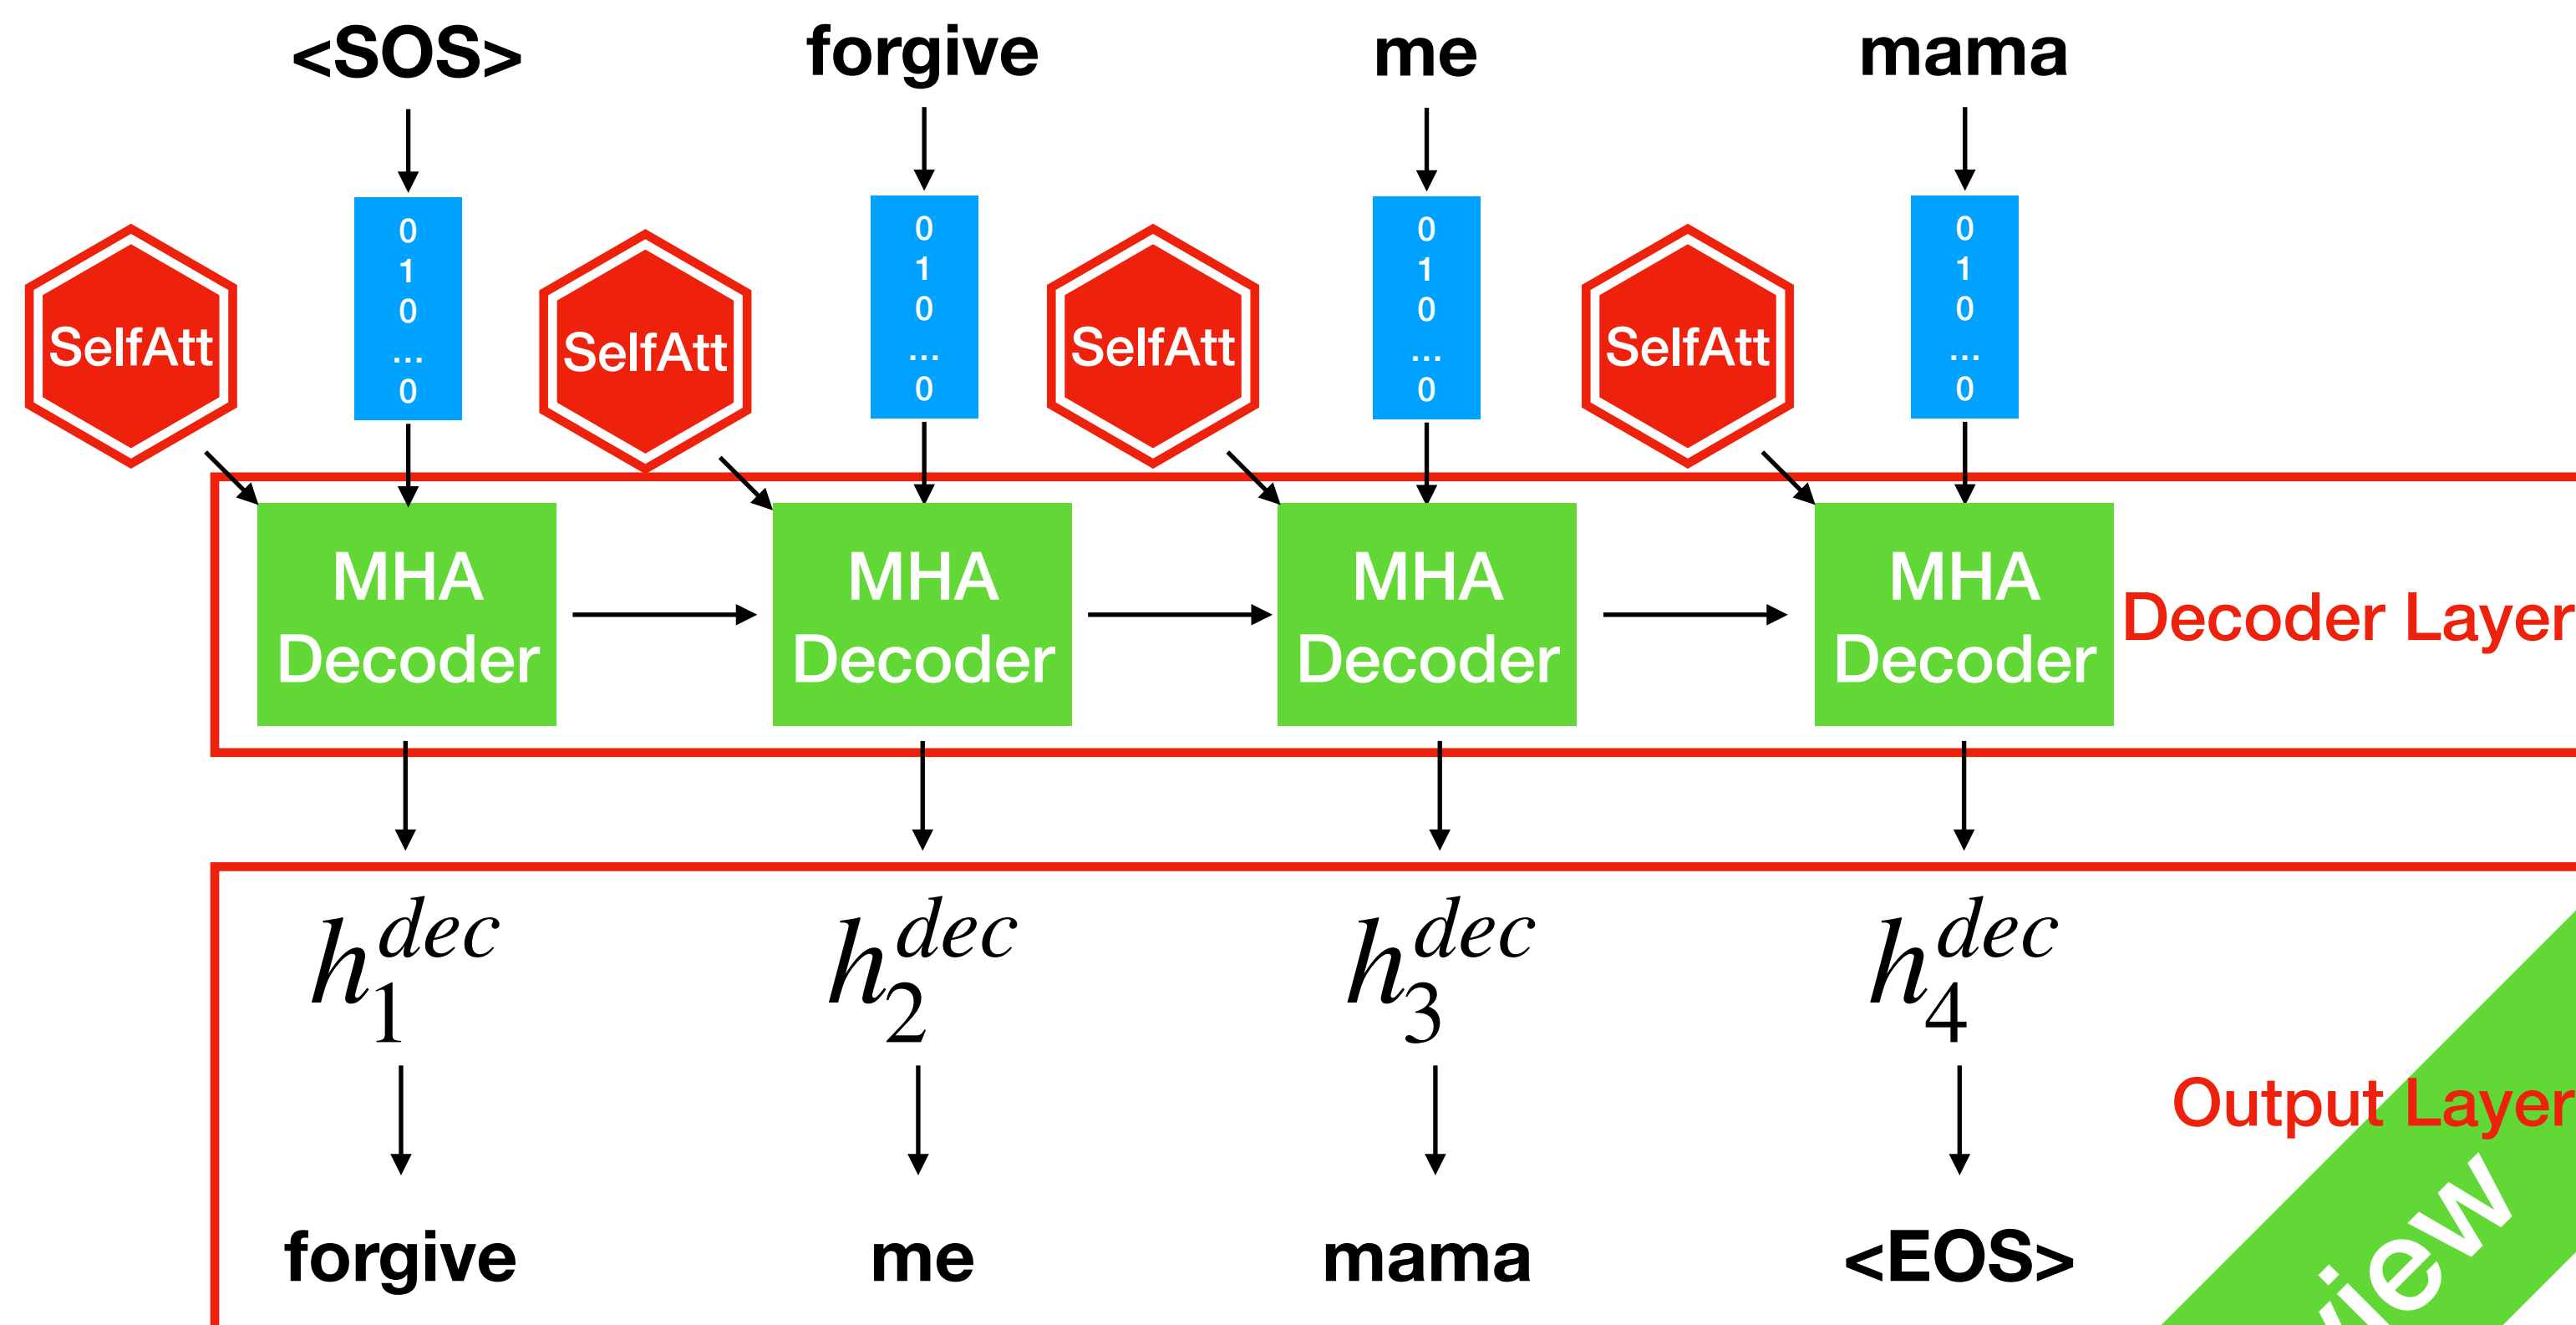 <SOS> forgive me mama
0 0 0 0
1 1 1 1
0 0 0 0
... ... ... ...
0 0 0 0
SelfAtt SelfAtt SelfAtt SelfAtt
MHA MHA MHA MHA
Decoder Decoder Decoder Decoder
Decoder Layer
h_1^{dec} h_2^{dec} h_3^{dec} h_4^{dec}
Output Layer
forgive me mama <EOS>